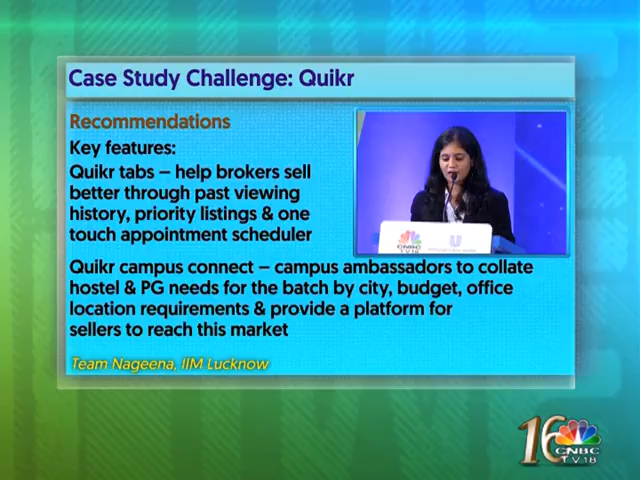 Case Study Challenge: Quikr
Recommendations
Key features:
Quikr tabs – help brokers sell
better through past viewing
history, priority listings & one
touch appointment scheduler
CNBC
TV18
Quikr campus connect – campus ambassadors to collate
hostel & PG needs for the batch by city, budget, office
location requirements & provide a platform for
sellers to reach this market
Team Nageena, IIM Lucknow
16
CNBC
TV18